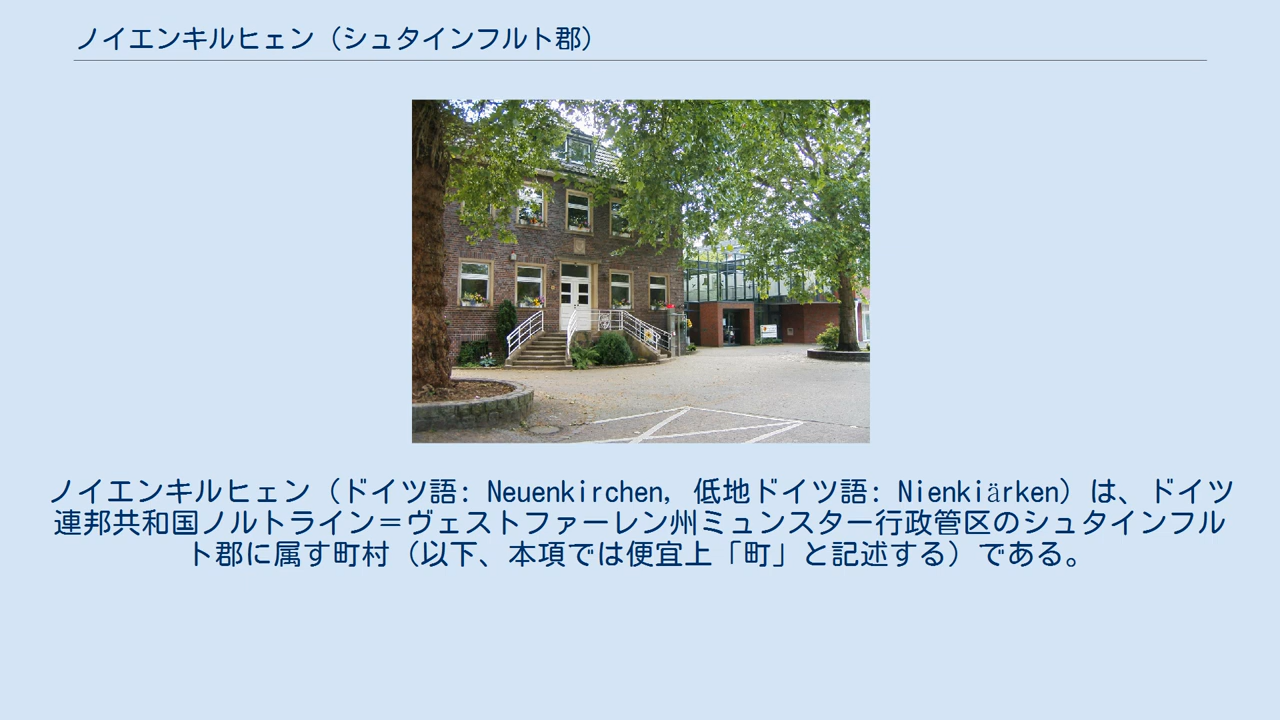 ノイエンキルヒェン（シュタインフルト郡）
ノイエンキルヒェン（ドイツ語: Neuenkirchen, 低地ドイツ語: Nienkiärken）は、ドイツ
連邦共和国ノルトライン＝ヴェストファーレン州ミュンスター行政管区のシュタインフル
ト郡に属す町村（以下、本項では便宜上「町」と記述する）である。